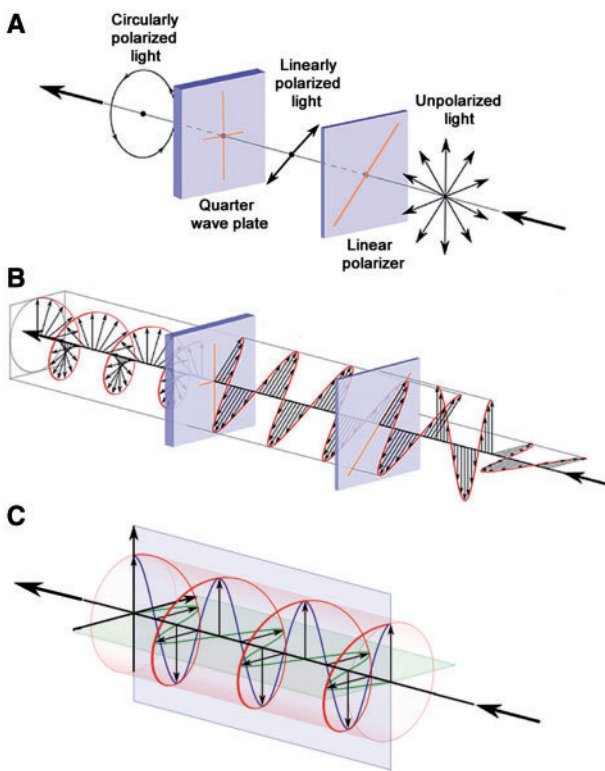 A
Circularly
polarized
light
Linearly
polarized
light
Unpolarized
light
Quarter
wave plate
Linear
polarizer
B
C